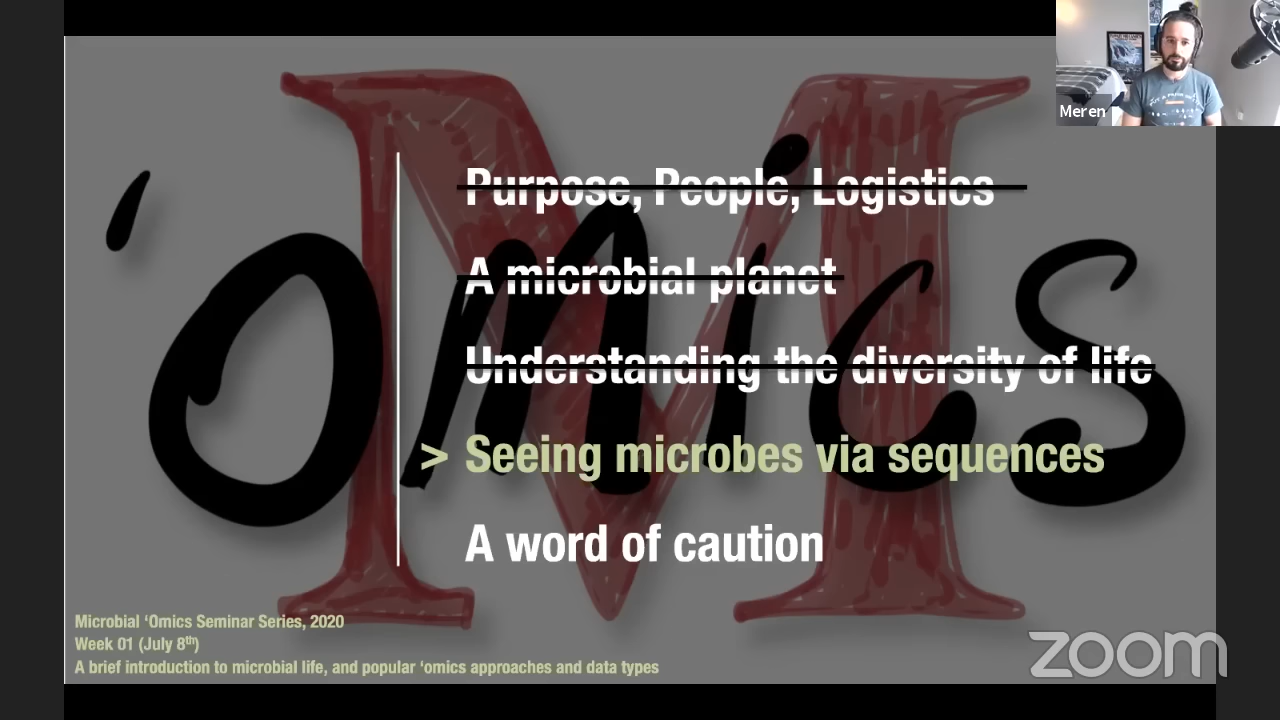 Meren
M
'omics
Purpose, People, Logistics
A microbial planet
Understanding the diversity of life
> Seeing microbes via sequences
A word of caution
Microbial ‘Omics Seminar Series, 2020
Week 01 (July 8th)
A brief introduction to microbial life, and popular ‘omics approaches and data types
zoom